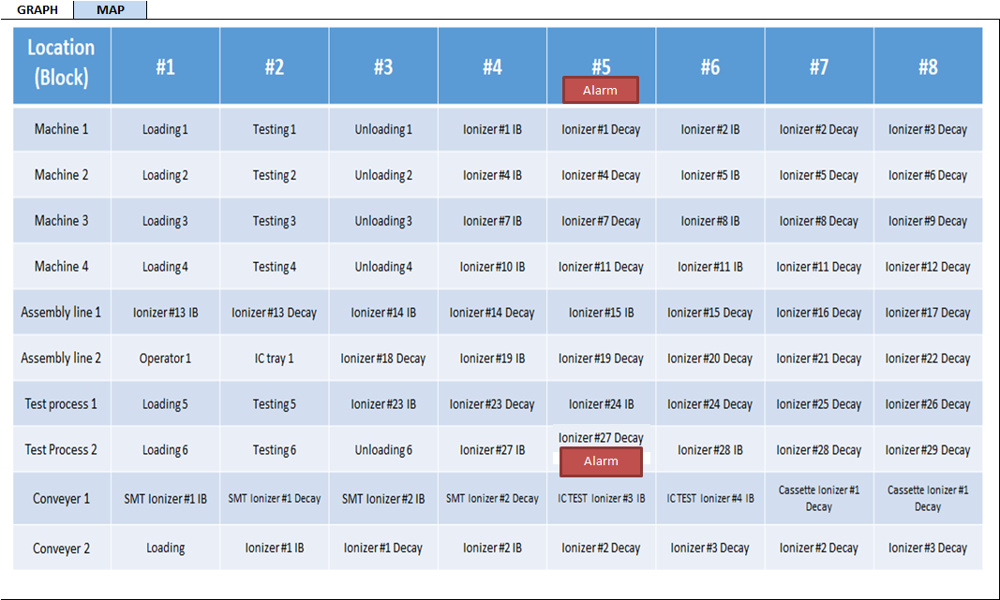 GRAPH MAP
Location (Block) #1 #2 #3 #4 #5 #6 #7 #8
Alarm
Machine 1 Loading 1 Testing 1 Unloading 1 Ionizer #1 IB Ionizer #1 Decay Ionizer #2 IB Ionizer #2 Decay Ionizer #3 Decay
Machine 2 Loading 2 Testing 2 Unloading 2 Ionizer #4 IB Ionizer #4 Decay Ionizer #5 IB Ionizer #5 Decay Ionizer #6 Decay
Machine 3 Loading 3 Testing 3 Unloading 3 Ionizer #7 IB Ionizer #7 Decay Ionizer #8 IB Ionizer #8 Decay Ionizer #9 Decay
Machine 4 Loading 4 Testing 4 Unloading 4 Ionizer #10 IB Ionizer #11 Decay Ionizer #11 IB Ionizer #11 Decay Ionizer #12 Decay
Assembly line 1 Ionizer #13 IB Ionizer #13 Decay Ionizer #14 IB Ionizer #14 Decay Ionizer #15 IB Ionizer #15 Decay Ionizer #16 Decay Ionizer #17 Decay
Assembly line 2 Operator 1 IC tray 1 Ionizer #18 Decay Ionizer #19 IB Ionizer #19 Decay Ionizer #20 Decay Ionizer #21 Decay Ionizer #22 Decay
Test process 1 Loading 5 Testing 5 Ionizer #23 IB Ionizer #23 Decay Ionizer #24 IB Ionizer #24 Decay Ionizer #25 Decay Ionizer #26 Decay
Test Process 2 Loading 6 Testing 6 Unloading 6 Ionizer #27 IB Ionizer #27 Decay Ionizer #28 IB Ionizer #28 Decay Ionizer #29 Decay
Alarm
Conveyer 1 SMT Ionizer #1 IB SMT Ionizer #1 Decay SMT Ionizer #2 IB SMT Ionizer #2 Decay IC TEST Ionizer #3 IB IC TEST Ionizer #4 IB Cassette Ionizer #1 Decay Cassette Ionizer #1 Decay
Conveyer 2 Loading Ionizer #1 IB Ionizer #1 Decay Ionizer #2 IB Ionizer #2 Decay Ionizer #3 Decay Ionizer #2 Decay Ionizer #3 Decay